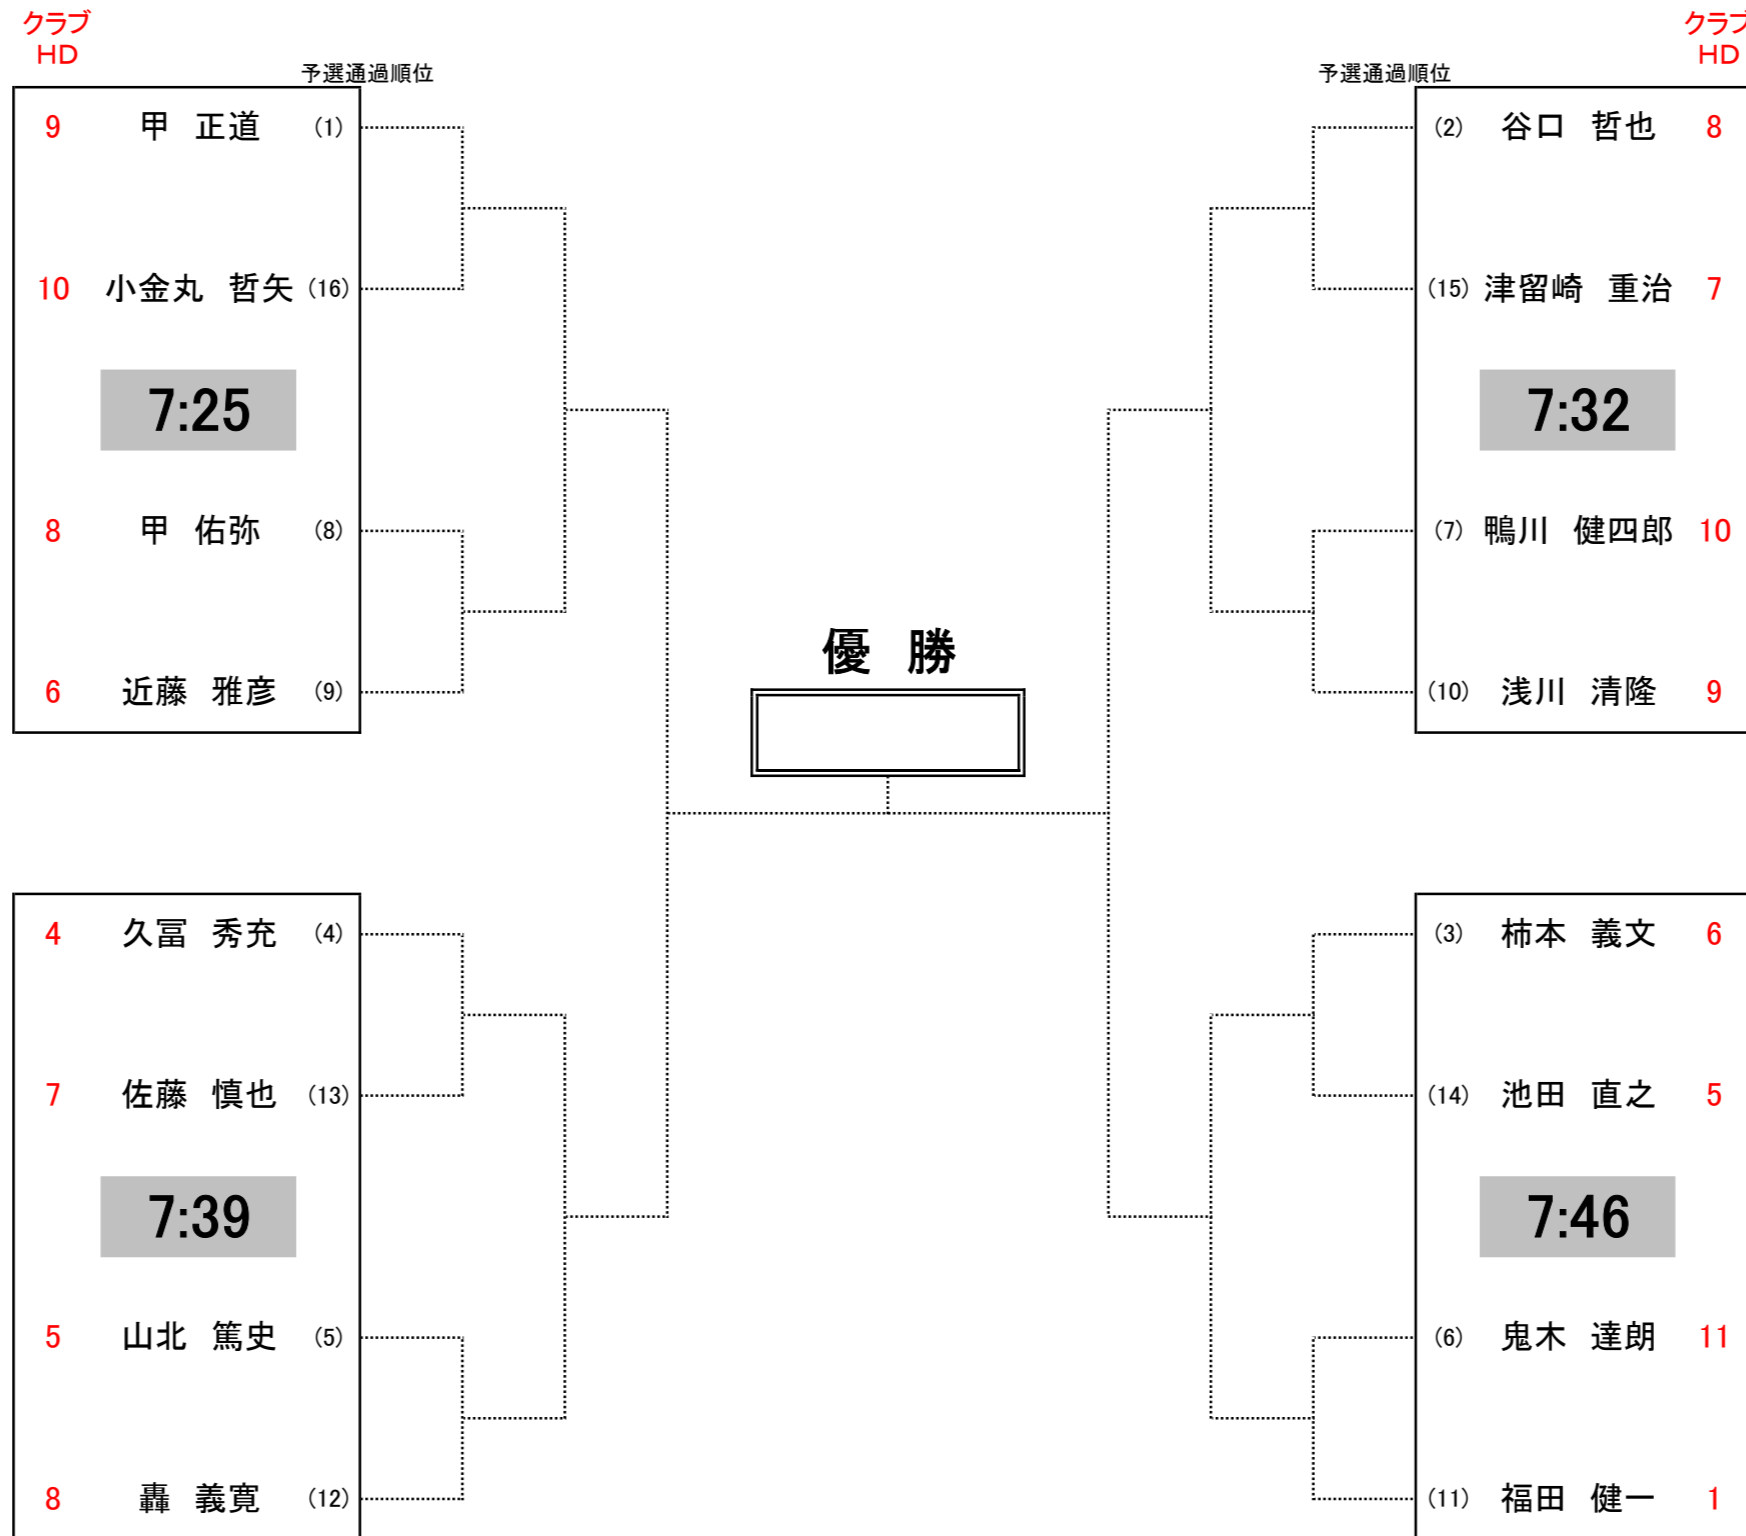 クラブ クラブ
HD HD
予選通過順位 予選通過順位
9 甲 正道 (1) (2) 谷口 哲也 8
10 小金丸 哲矢 (16) (15) 津留崎 重治 7
7:25 7:32
8 甲 佑弥 (8) (7) 鴨川 健四郎 10
優 勝
6 近藤 雅彦 (9) (10) 浅川 清隆 9
4 久冨 秀充 (4) (3) 柿本 義文 6
7 佐藤 慎也 (13) (14) 池田 直之 5
7:39 7:46
5 山北 篤史 (5) (6) 鬼木 達朗 11
8 轟 義寛 (12) (11) 福田 健一 1